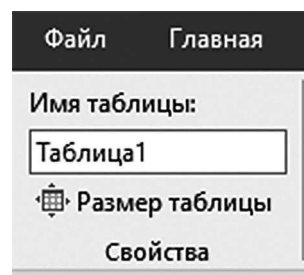 Файл Главная
Имя таблицы:
Таблица1
Размер таблицы
Свойства